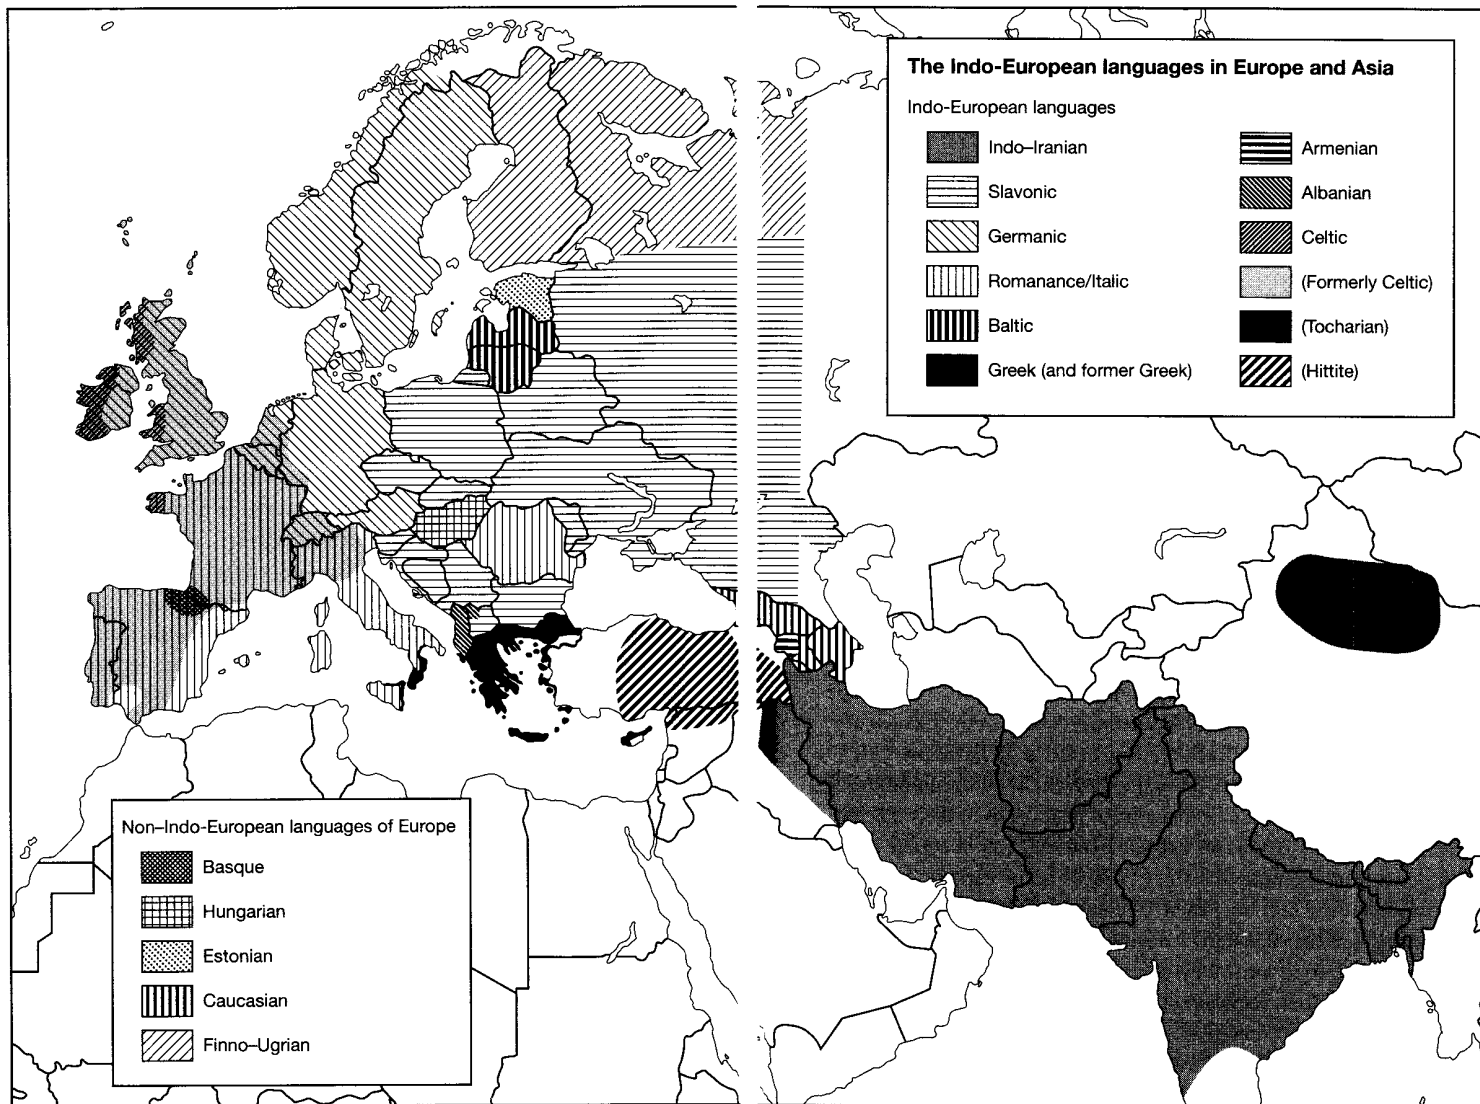 The Indo-European languages in Europe and Asia
Indo-European languages
Indo–Iranian
Slavonic
Germanic
Romanance/Italic
Baltic
Greek (and former Greek)
Armenian
Albanian
Celtic
(Formerly Celtic)
(Tocharian)
(Hittite)
Non–Indo-European languages of Europe
Basque
Hungarian
Estonian
Caucasian
Finno–Ugrian